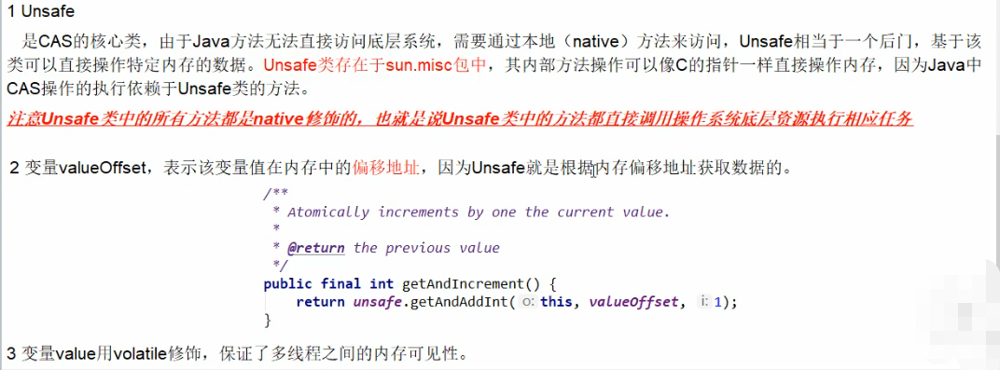 1 Unsafe
是CAS的核心类，由于Java方法无法直接访问底层系统，需要通过本地（native）方法来访问，Unsafe相当于一个后门，基于该
类可以直接操作特定内存的数据。Unsafe类存在于sun.misc包中，其内部方法操作可以像C的指针一样直接操作内存，因为Java中
CAS操作的执行依赖于Unsafe类的方法。
注意Unsafe类中的所有方法都是native修饰的，也就是说Unsafe类中的方法都直接调用操作系统底层资源执行相应任务
2 变量valueOffset，表示该变量值在内存中的偏移地址，因为Unsafe就是根据内存偏移地址获取数据的。
/**
* Atomically increments by one the current value.
*
* @return the previous value
*/
public final int getAndIncrement() {
return unsafe.getAndAddInt( o: this, valueOffset, i: 1);
}
3 变量value用volatile修饰，保证了多线程之间的内存可见性。